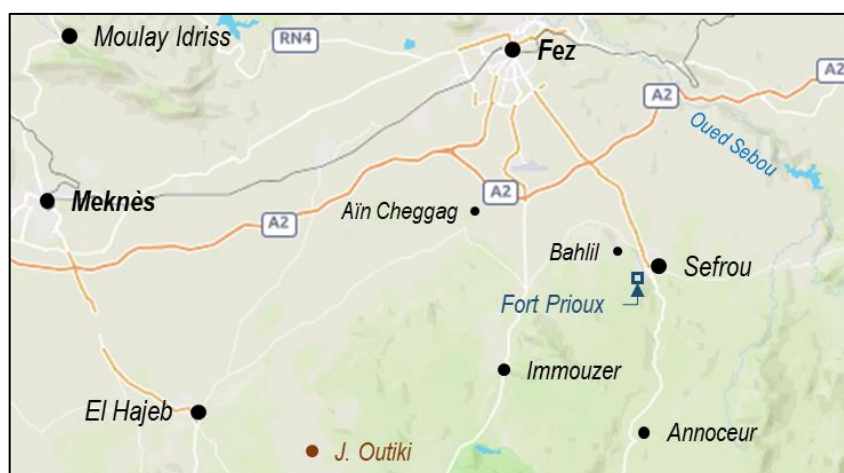 Moulay Idriss
RN4
Fez
A2
A2
Oued Sebou
Meknès
A2
Aïn Cheggag
A2
Bahlil
Sefrou
Fort Prioux
Immouzer
El Hajeb
Annoceur
J. Outiki